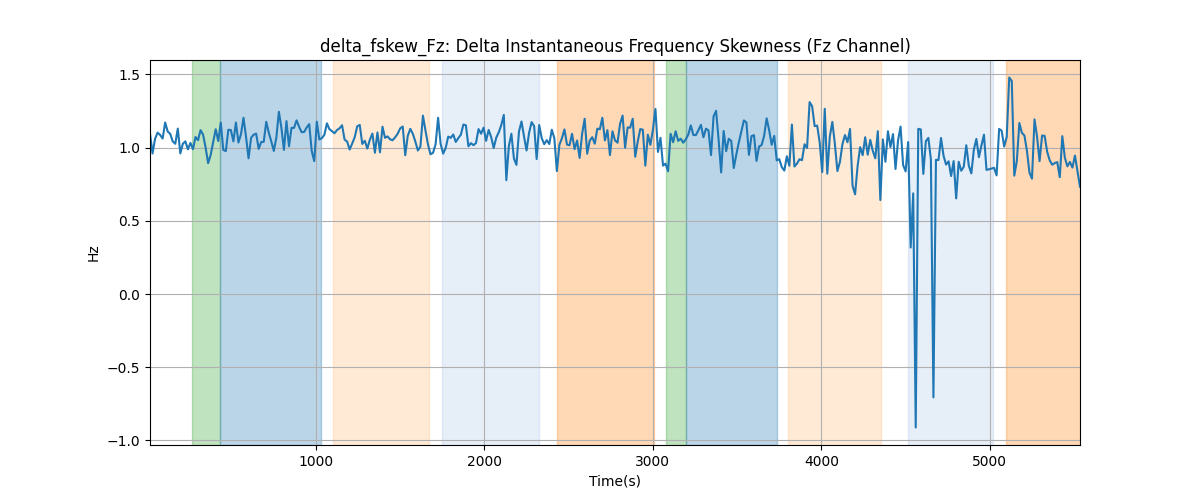 delta_fskew_Fz: Delta Instantaneous Frequency Skewness (Fz Channel)
1.5
1.0
0.5
0.0
−0.5
−1.0
Hz
1000 2000 3000 4000 5000
Time(s)